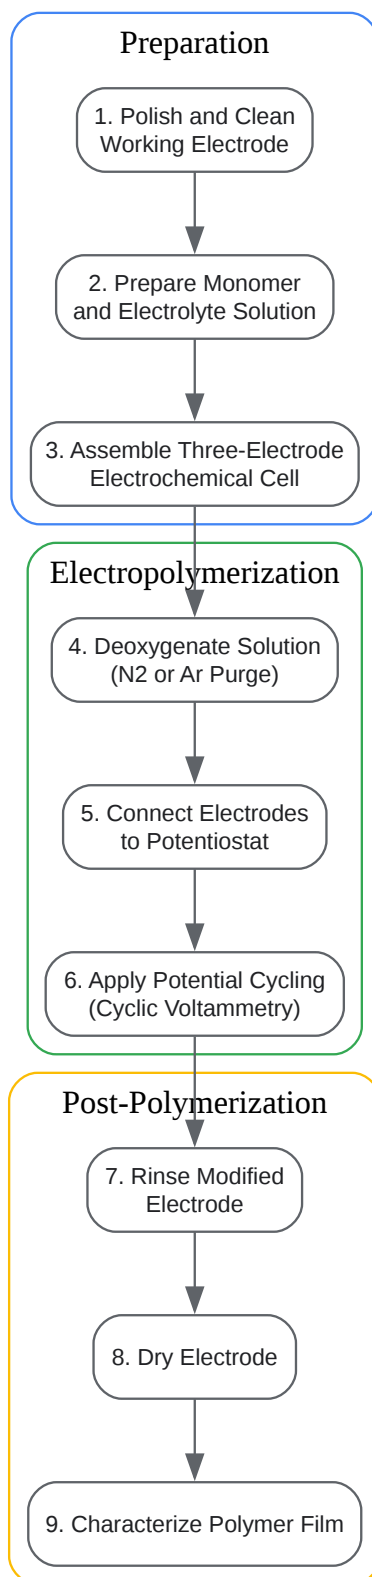 Preparation
1. Polish and Clean
Working Electrode
2. Prepare Monomer
and Electrolyte Solution
3. Assemble Three-Electrode
Electrochemical Cell
Electropolymerization
4. Deoxygenate Solution
(N2 or Ar Purge)
5. Connect Electrodes
to Potentiostat
6. Apply Potential Cycling
(Cyclic Voltammetry)
Post-Polymerization
7. Rinse Modified
Electrode
8. Dry Electrode
9. Characterize Polymer Film